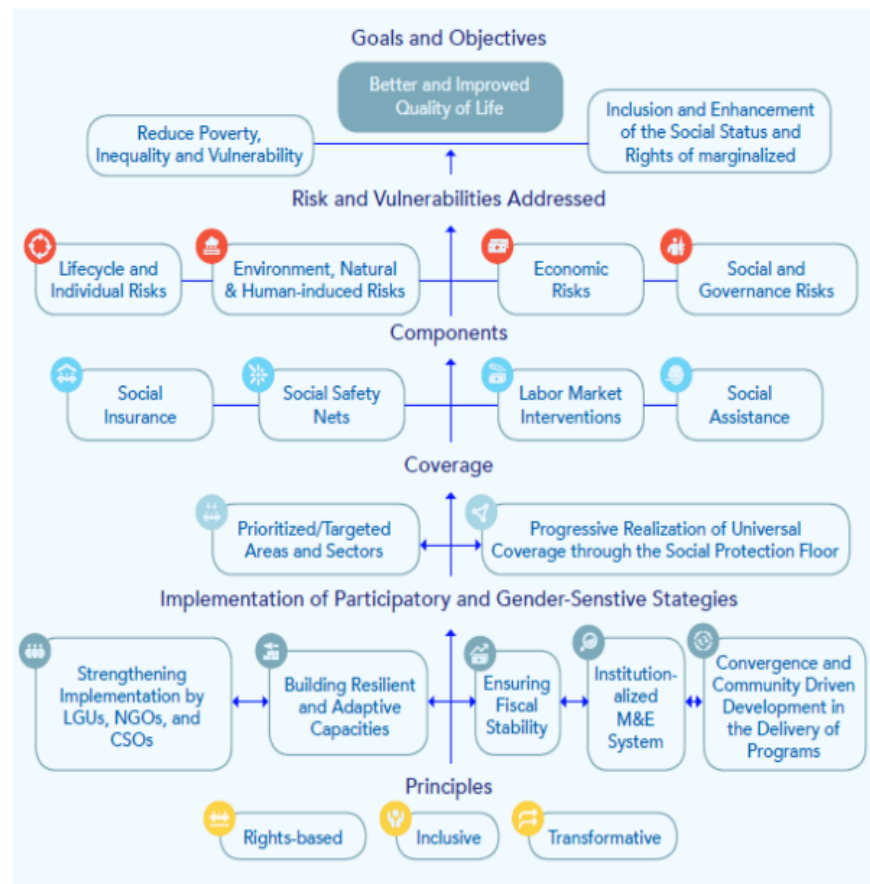 Goals and Objectives
Better and Improved
Quality of Life
Reduce Poverty,
Inequality and Vulnerability
Inclusion and Enhancement
of the Social Status and
Rights of marginalized
Risk and Vulnerabilities Addressed
Lifecycle and
Individual Risks
Environment, Natural
& Human-induced Risks
Economic
Risks
Social and
Governance Risks
Components
Social
Insurance
Social Safety
Nets
Labor Market
Interventions
Social
Assistance
Coverage
Prioritized/Targeted
Areas and Sectors
Progressive Realization of Universal
Coverage through the Social Protection Floor
Implementation of Participatory and Gender-Senstive Stategies
Strengthening
Implementation by
LGUs, NGOs, and
CSOs
Building Resilient
and Adaptive
Capacities
Ensuring
Fiscal
Stability
Institution-
alized
M&E
System
Convergence and
Community Driven
Development in
the Delivery of
Programs
Principles
Rights-based
Inclusive
Transformative